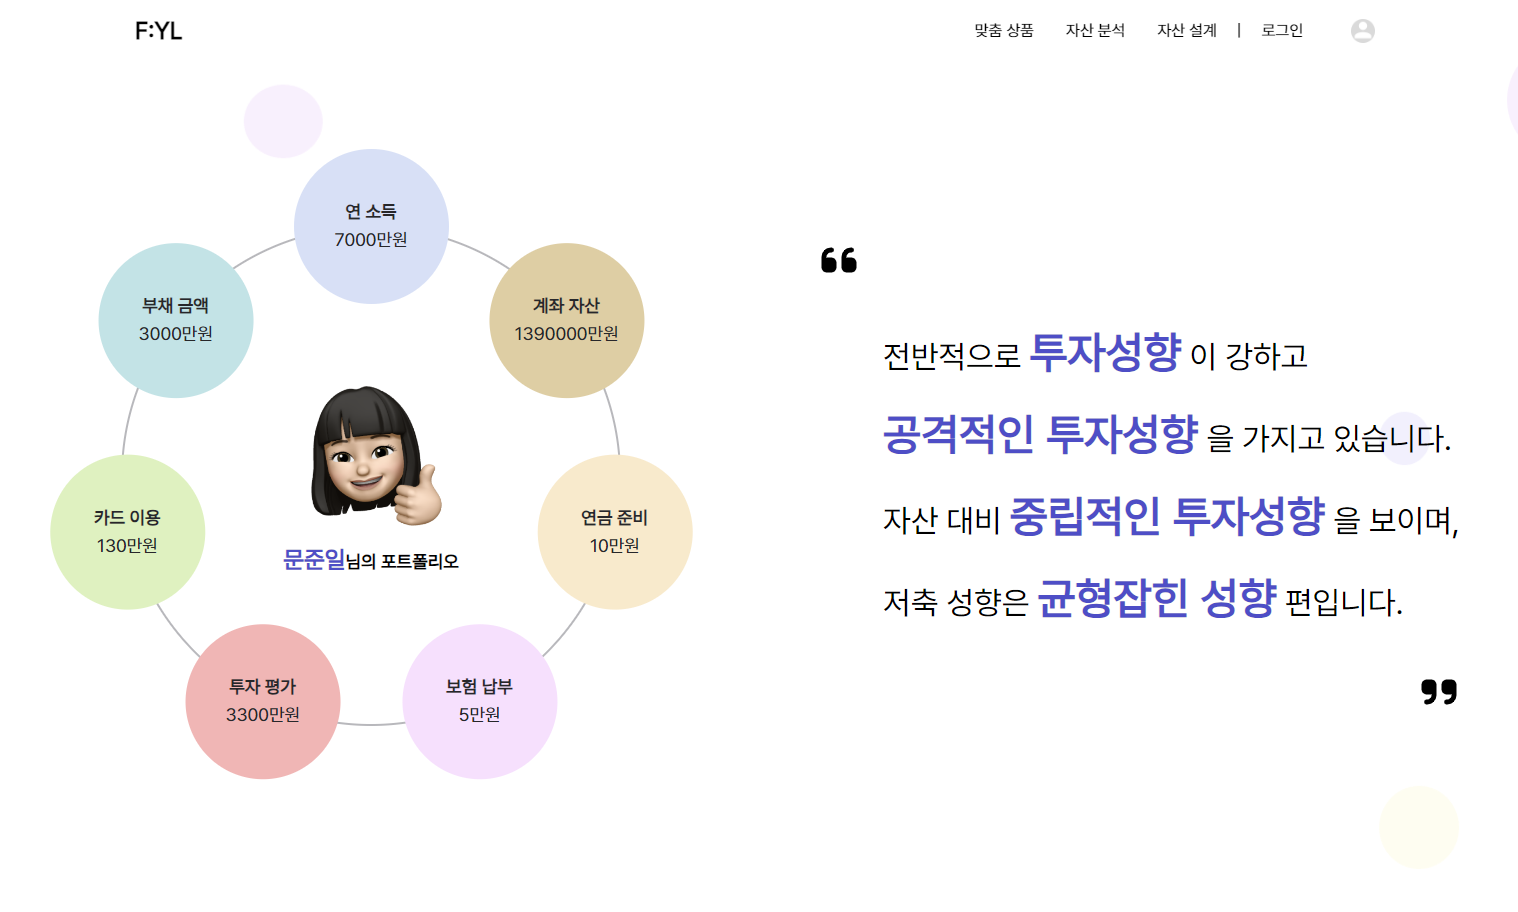 F:YL
맞춤 상품
자산 분석
자산 설계
|
로그인
연 소득
7000만원
부채 금액
3000만원
계좌 자산
1390000만원
카드 이용
130만원
연금 준비
10만원
문준일님의 포트폴리오
투자 평가
3300만원
보험 납부
5만원
“
전반적으로 투자성향 이 강하고
공격적인 투자성향 을 가지고 있습니다.
자산 대비 중립적인 투자성향 을 보이며,
저축 성향은 균형잡힌 성향 편입니다.
”